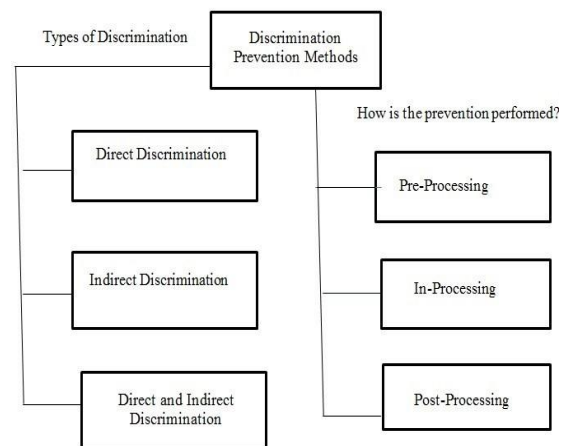 Types of Discrimination
Discrimination
Prevention Methods
How is the prevention performed?
Direct Discrimination
Pre-Processing
Indirect Discrimination
In-Processing
Direct and Indirect
Discrimination
Post-Processing